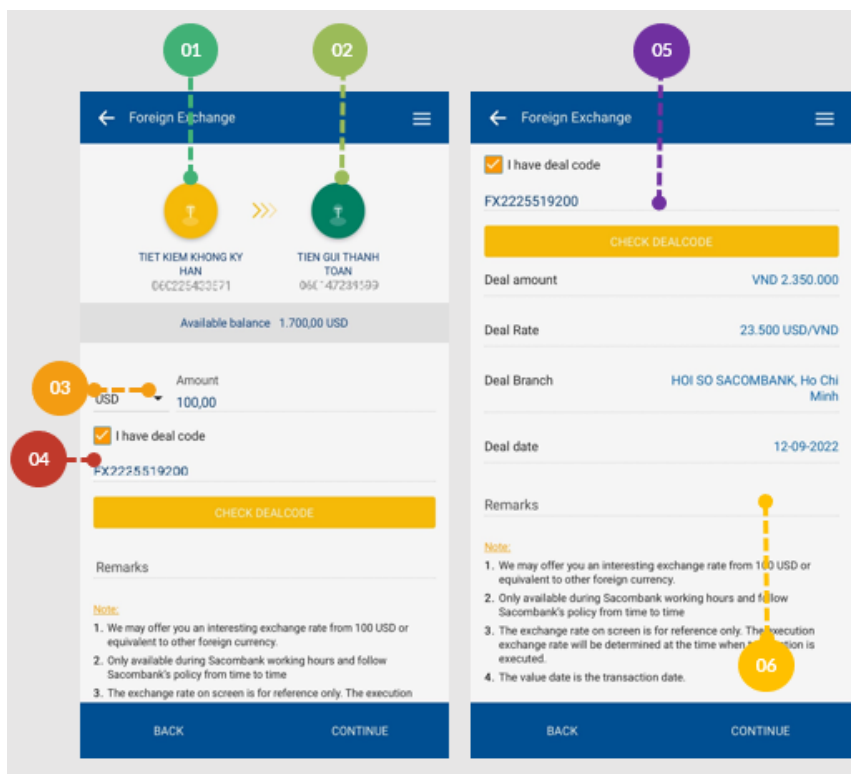 01
02
05
Foreign Exchange
T
T
TIET KIEM KHONG KY
HAN
TIEN GUI THANH
TOAN
Available balance 1.700,00 USD
03
Amount
USD
100,00
I have deal code
04
FX2225519200
CHECK DEALCODE
Remarks
Note:
1. We may offer you an interesting exchange rate from 100 USD or
equivalent to other foreign currency.
2. Only available during Sacombank working hours and follow
Sacombank's policy from time to time
3. The exchange rate on screen is for reference only. The execution
BACK
CONTINUE
Foreign Exchange
I have deal code
FX2225519200
CHECK DEALCODE
Deal amount
VND 2.350.000
Deal Rate
23.500 USD/VND
Deal Branch
HOI SO SACOMBANK, Ho Chi
Minh
Deal date
12-09-2022
Remarks
Note:
1. We may offer you an interesting exchange rate from 100 USD or
equivalent to other foreign currency.
2. Only available during Sacombank working hours and follow
Sacombank's policy from time to time
3. The exchange rate on screen is for reference only. The execution
exchange rate will be determined at the time when transaction is
executed.
06
4. The value date is the transaction date.
BACK
CONTINUE